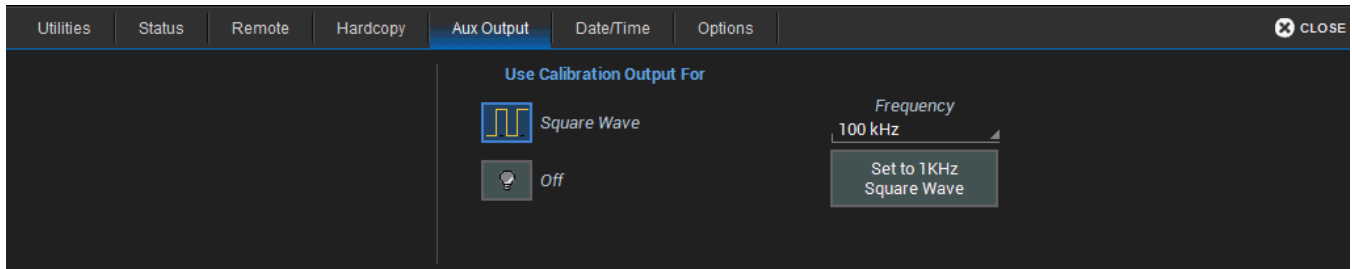 Utilities Status Remote Hardcopy Aux Output Date/Time Options CLOSE
Use Calibration Output For
Square Wave
Off
Frequency
100 kHz
Set to 1KHz
Square Wave